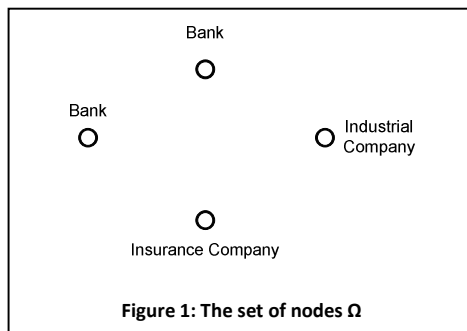 Bank
Bank
Industrial
Company
Insurance Company
Figure 1: The set of nodes Ω